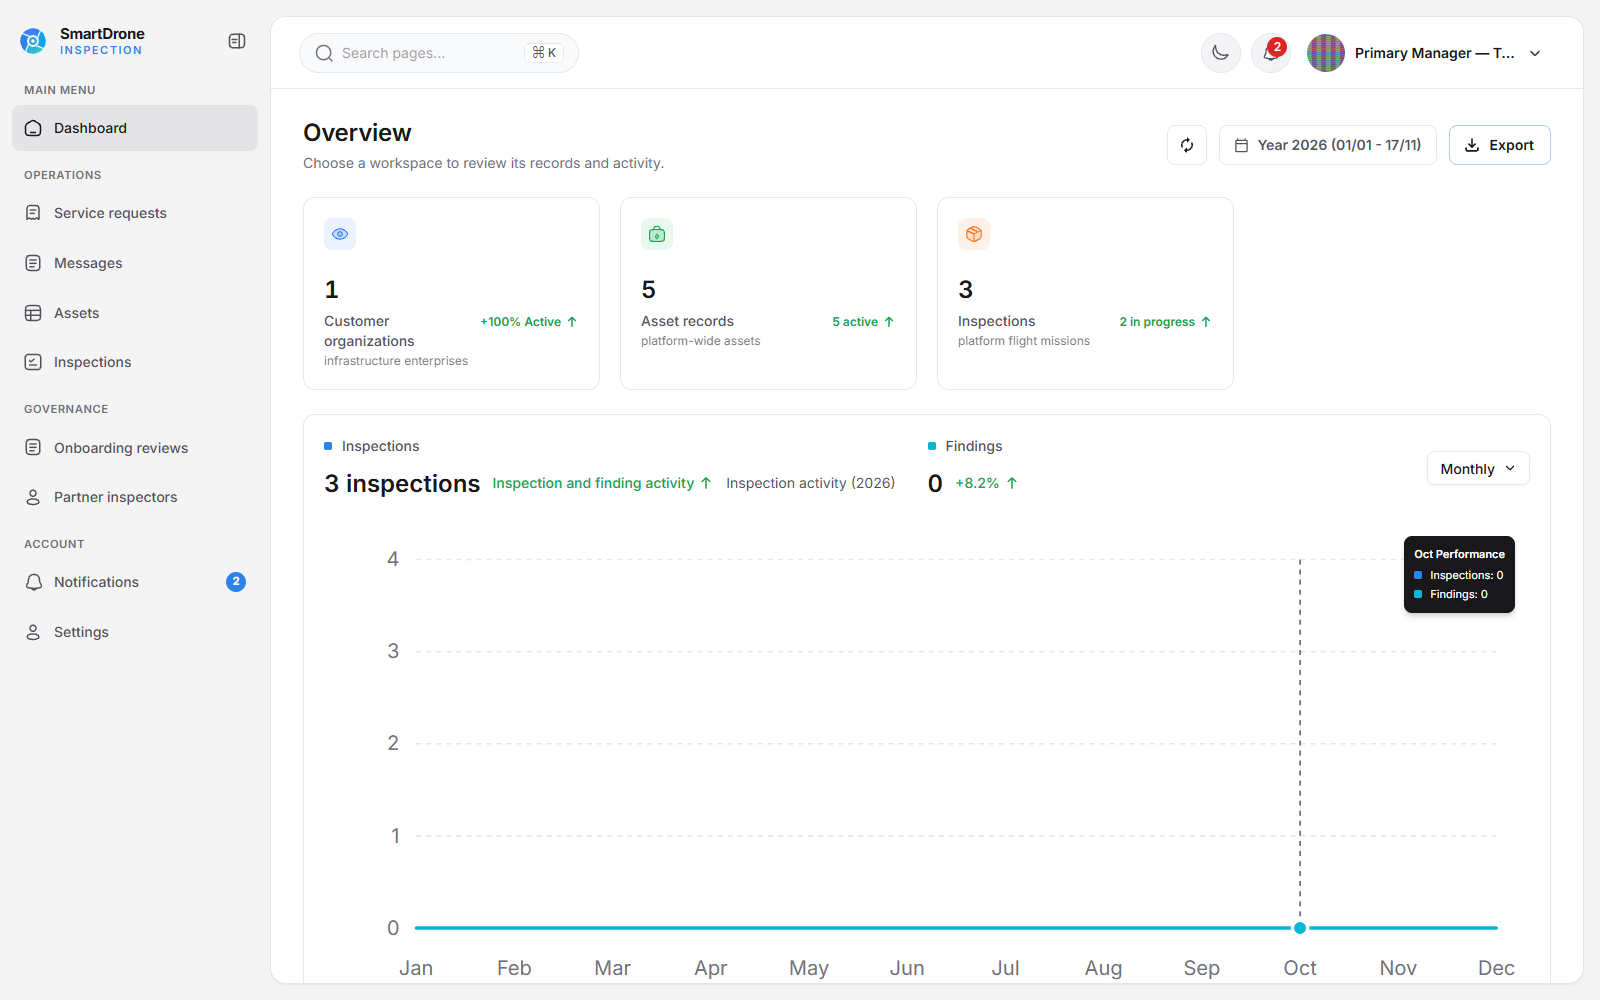 SmartDrone
INSPECTION
MAIN MENU
Dashboard
OPERATIONS
Service requests
Messages
Assets
Inspections
GOVERNANCE
Onboarding reviews
Partner inspectors
ACCOUNT
Notifications 2
Settings
Search pages... ⌘ K
2
Primary Manager — T...
Overview
Choose a workspace to review its records and activity.
Year 2026 (01/01 - 17/11)
Export
1
Customer organizations
+100% Active ↑
infrastructure enterprises
5
Asset records
5 active ↑
platform-wide assets
3
Inspections
2 in progress ↑
platform flight missions
Inspections
3 inspections Inspection and finding activity ↑ Inspection activity (2026)
Findings
0 +8.2% ↑
Monthly
Oct Performance
Inspections: 0
Findings: 0
4
3
2
1
0
Jan Feb Mar Apr May Jun Jul Aug Sep Oct Nov Dec